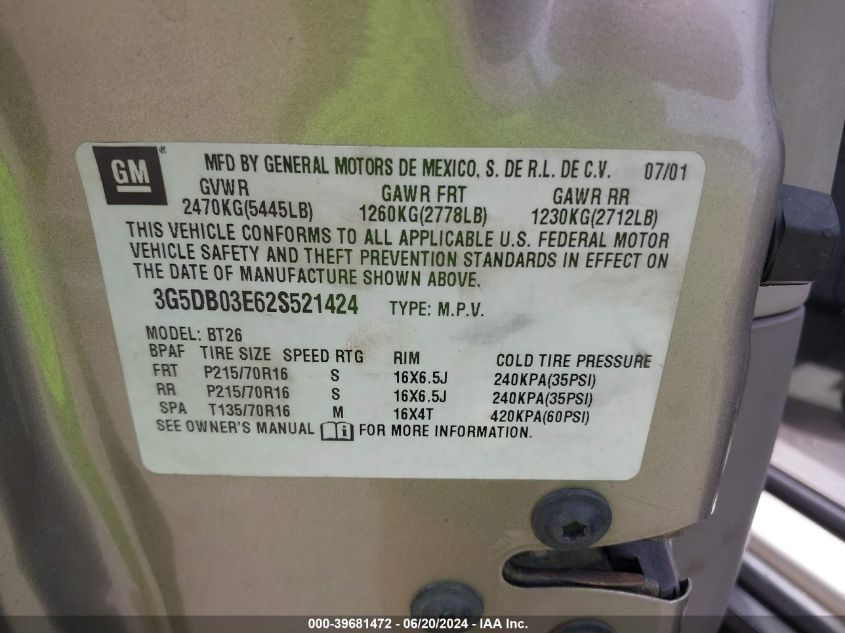 GM
MFD BY GENERAL MOTORS DE MEXICO, S. DE R.L. DE C.V. 07/01
GVWR GAWR FRT GAWR RR
2470KG(5445LB) 1260KG(2778LB) 1230KG(2712LB)
THIS VEHICLE CONFORMS TO ALL APPLICABLE U.S. FEDERAL MOTOR
VEHICLE SAFETY AND THEFT PREVENTION STANDARDS IN EFFECT ON
THE DATE OF MANUFACTURE SHOWN ABOVE.
3G5DB03E62S521424 TYPE: M.P.V.
MODEL: BT26
BPAF TIRE SIZE SPEED RTG RIM COLD TIRE PRESSURE
FRT P215/70R16 S 16X6.5J 240KPA(35PSI)
RR P215/70R16 S 16X6.5J 240KPA(35PSI)
SPA T135/70R16 M 16X4T 420KPA(60PSI)
SEE OWNER'S MANUAL i FOR MORE INFORMATION.
000-39681472 - 06/20/2024 - IAA Inc.